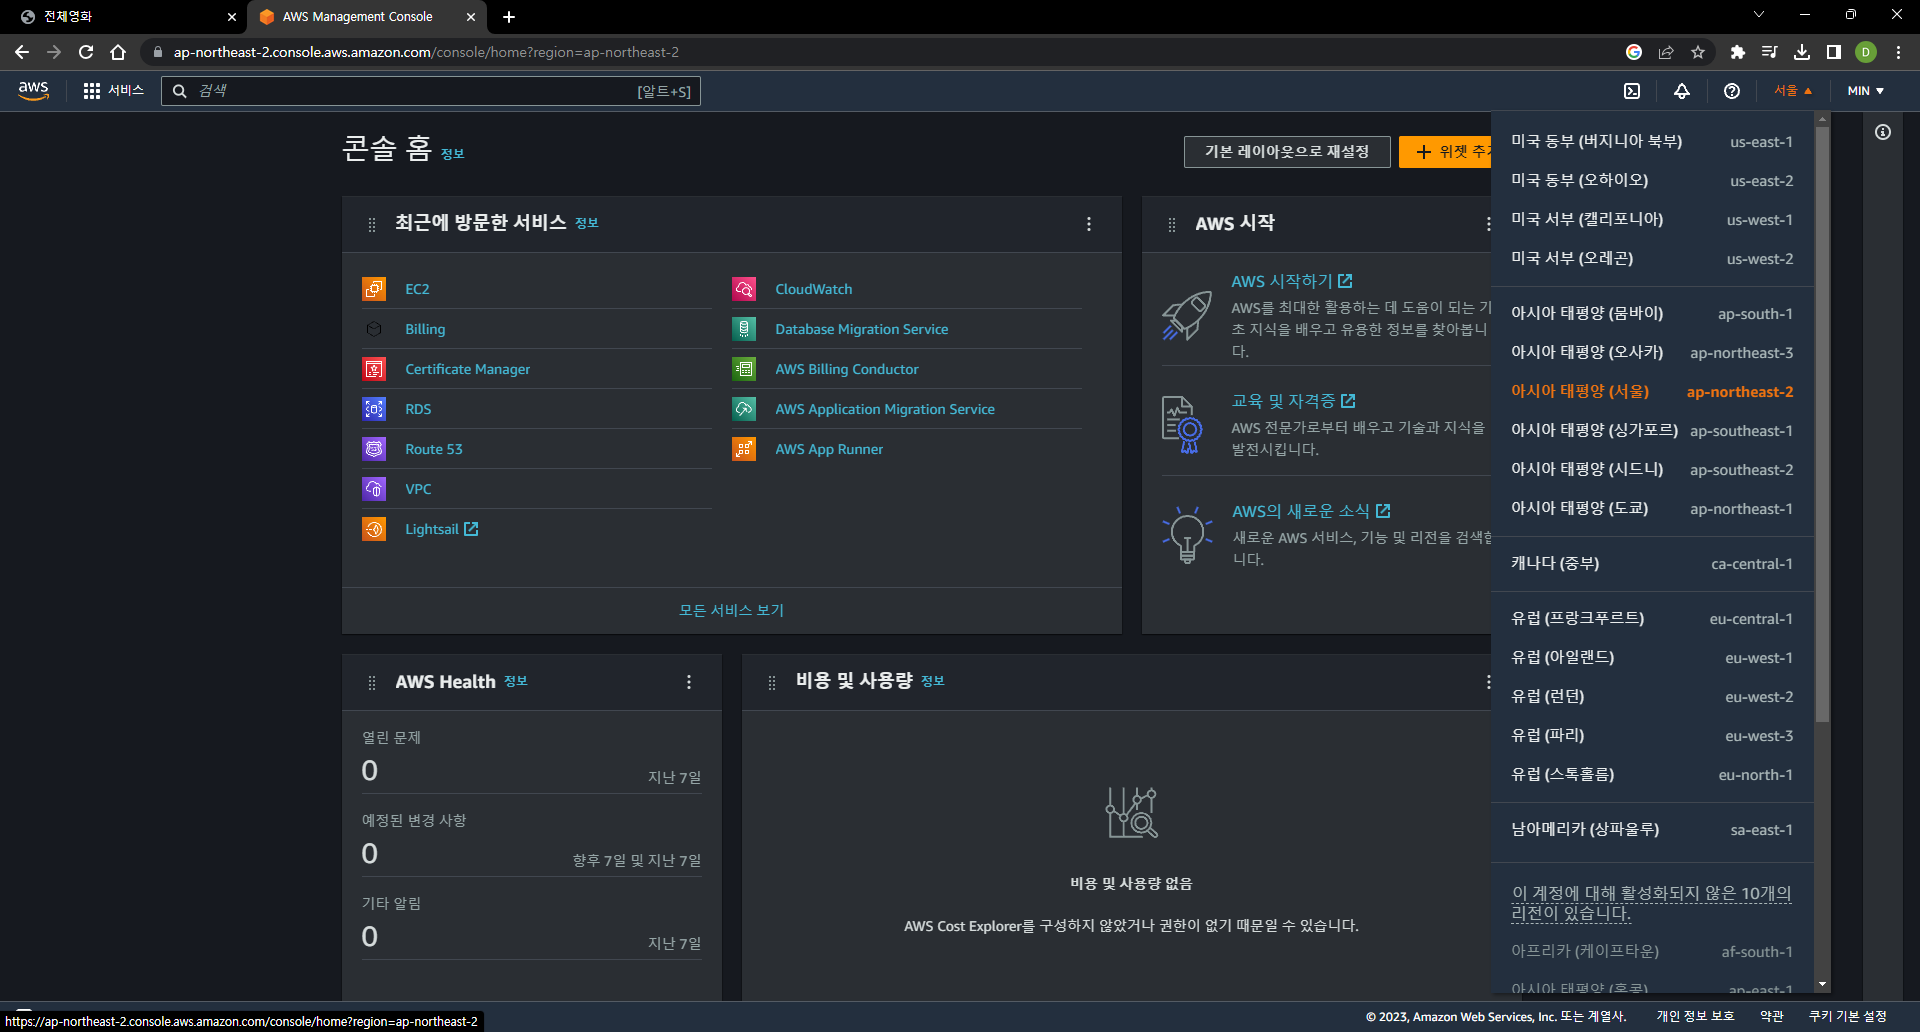 전체영화
AWS Management Console
ap-northeast-2.console.aws.amazon.com/console/home?region=ap-northeast-2
D
aws
서비스
검색
[알트+S]
서울
MIN
콘솔 홈 정보
기본 레이아웃으로 재설정
위젯 추
최근에 방문한 서비스 정보
EC2
Billing
Certificate Manager
RDS
Route 53
VPC
Lightsail
CloudWatch
Database Migration Service
AWS Billing Conductor
AWS Application Migration Service
AWS App Runner
모든 서비스 보기
AWS 시작
AWS 시작하기
AWS를 최대한 활용하는 데 도움이 되는 기
초 지식을 배우고 유용한 정보를 찾아봅니
다.
교육 및 자격증
AWS 전문가로부터 배우고 기술과 지식을
발전시킵니다.
AWS의 새로운 소식
새로운 AWS 서비스, 기능 및 리전을 검색합
니다.
AWS Health 정보
열린 문제
0
지난 7일
예정된 변경 사항
0
향후 7일 및 지난 7일
기타 알림
0
지난 7일
비용 및 사용량 정보
비용 및 사용량 없음
AWS Cost Explorer를 구성하지 않았거나 권한이 없기 때문일 수 있습니다.
미국 동부 (버지니아 북부) us-east-1
미국 동부 (오하이오) us-east-2
미국 서부 (캘리포니아) us-west-1
미국 서부 (오레곤) us-west-2
아시아 태평양 (뭄바이) ap-south-1
아시아 태평양 (오사카) ap-northeast-3
아시아 태평양 (서울) ap-northeast-2
아시아 태평양 (싱가포르) ap-southeast-1
아시아 태평양 (시드니) ap-southeast-2
아시아 태평양 (도쿄) ap-northeast-1
캐나다 (중부) ca-central-1
유럽 (프랑크푸르트) eu-central-1
유럽 (아일랜드) eu-west-1
유럽 (런던) eu-west-2
유럽 (파리) eu-west-3
유럽 (스톡홀름) eu-north-1
남아메리카 (상파울루) sa-east-1
이 계정에 대해 활성화되지 않은 10개의
리전이 있습니다.
아프리카 (케이프타운) af-south-1
아시아 태평양 (홍콩) ap-east-1
https://ap-northeast-2.console.aws.amazon.com/console/home?region=ap-northeast-2
© 2023, Amazon Web Services, Inc. 또는 계열사.
개인 정보 보호
약관
쿠키 기본 설정